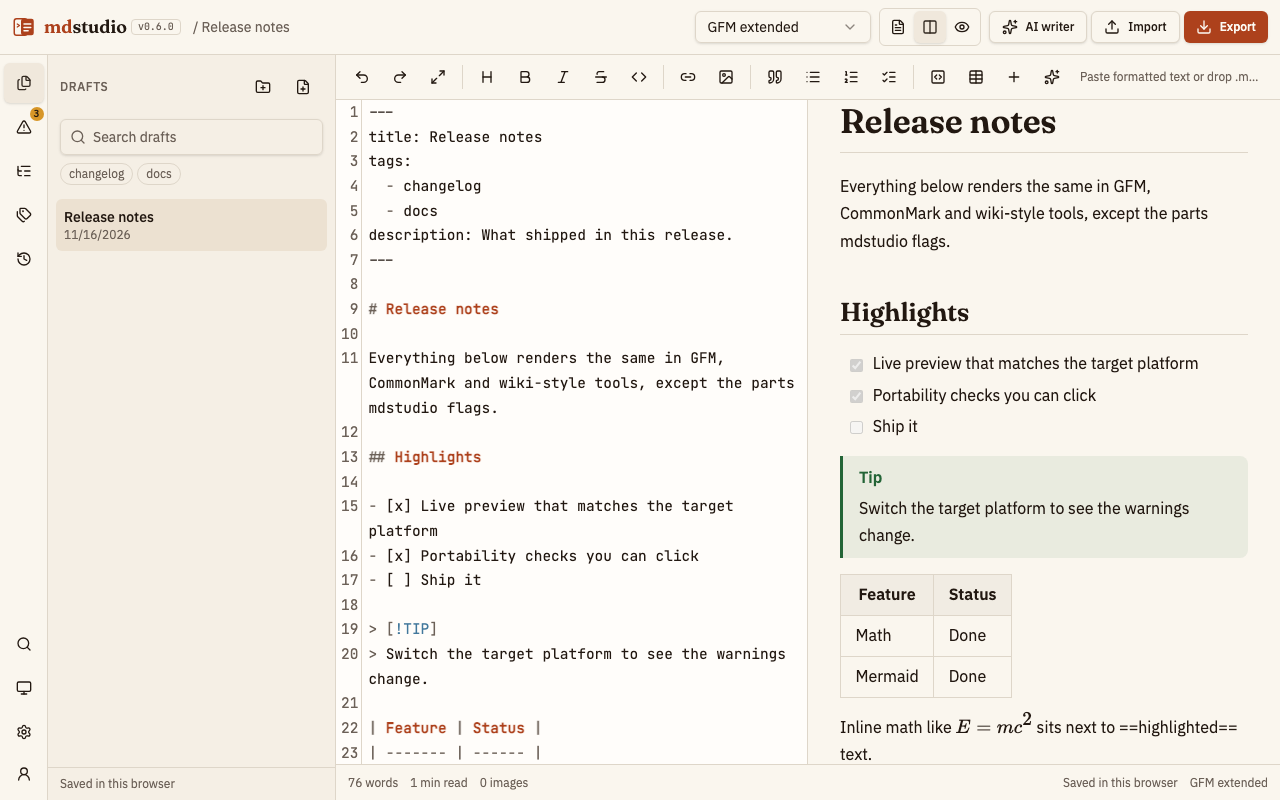 mdstudio v0.6.0 / Release notes
GFM extended
AI writer
Import
Export
DRAFTS
Search drafts
changelog docs
Release notes
11/16/2026
3
Saved in this browser
Paste formatted text or drop .m...
1 ---
2 title: Release notes
3 tags:
4 - changelog
5 - docs
6 description: What shipped in this release.
7 ---
8
9 # Release notes
10
11 Everything below renders the same in GFM,
CommonMark and wiki-style tools, except the parts
mdstudio flags.
12
13 ## Highlights
14
15 - [x] Live preview that matches the target
platform
16 - [x] Portability checks you can click
17 - [ ] Ship it
18
19 > [!TIP]
20 > Switch the target platform to see the warnings
change.
21
22 | Feature | Status |
23 | ------- | ------ |
Release notes
Everything below renders the same in GFM,
CommonMark and wiki-style tools, except the parts
mdstudio flags.
Highlights
Live preview that matches the target platform
Portability checks you can click
Ship it
Tip
Switch the target platform to see the warnings
change.
Feature Status
Math Done
Mermaid Done
Inline math like E = mc² sits next to ==highlighted==
text.
76 words 1 min read 0 images
Saved in this browser GFM extended